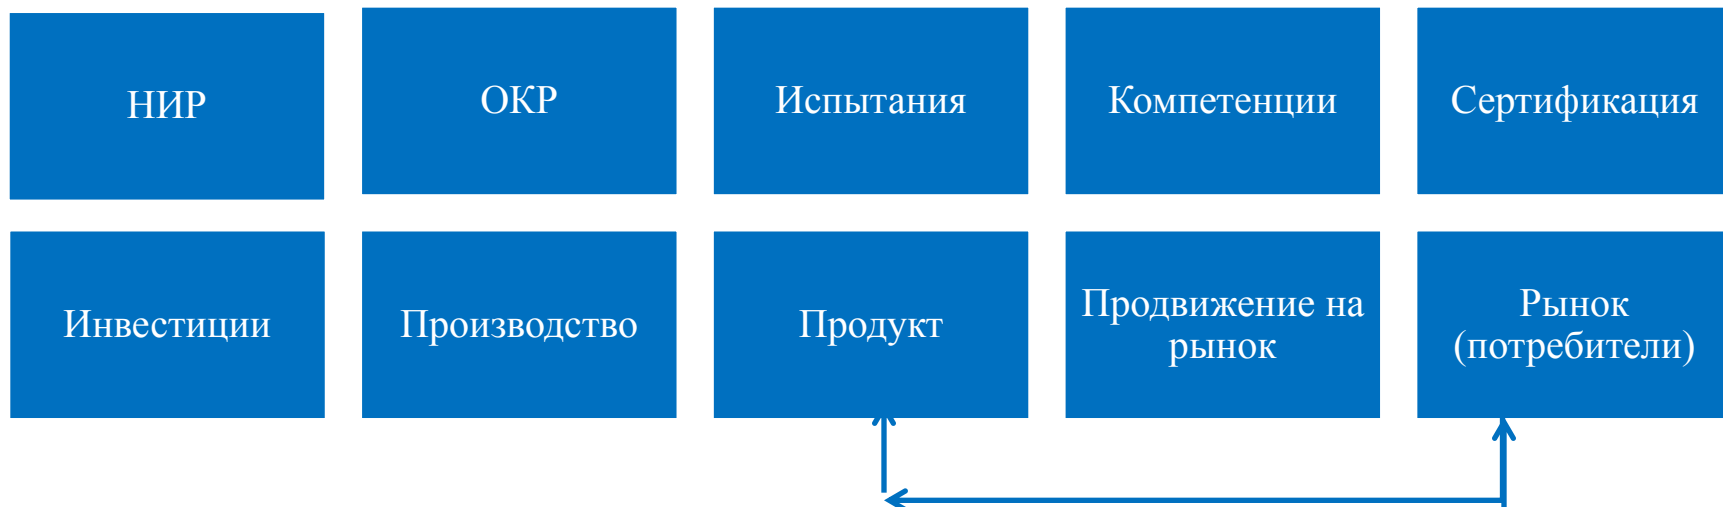 НИР
ОКР
Испытания
Компетенции
Сертификация
Инвестиции
Производство
Продукт
Продвижение на
рынок
Рынок
(потребители)